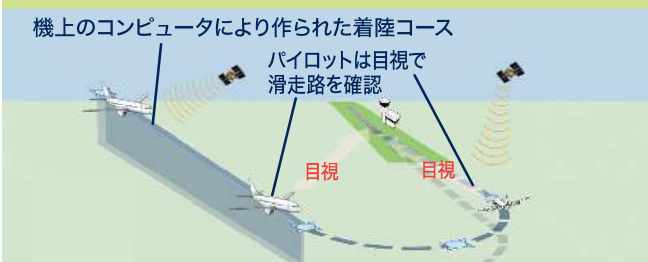 機上のコンピュータにより作られた着陸コース
パイロットは目視で
滑走路を確認
目視
目視